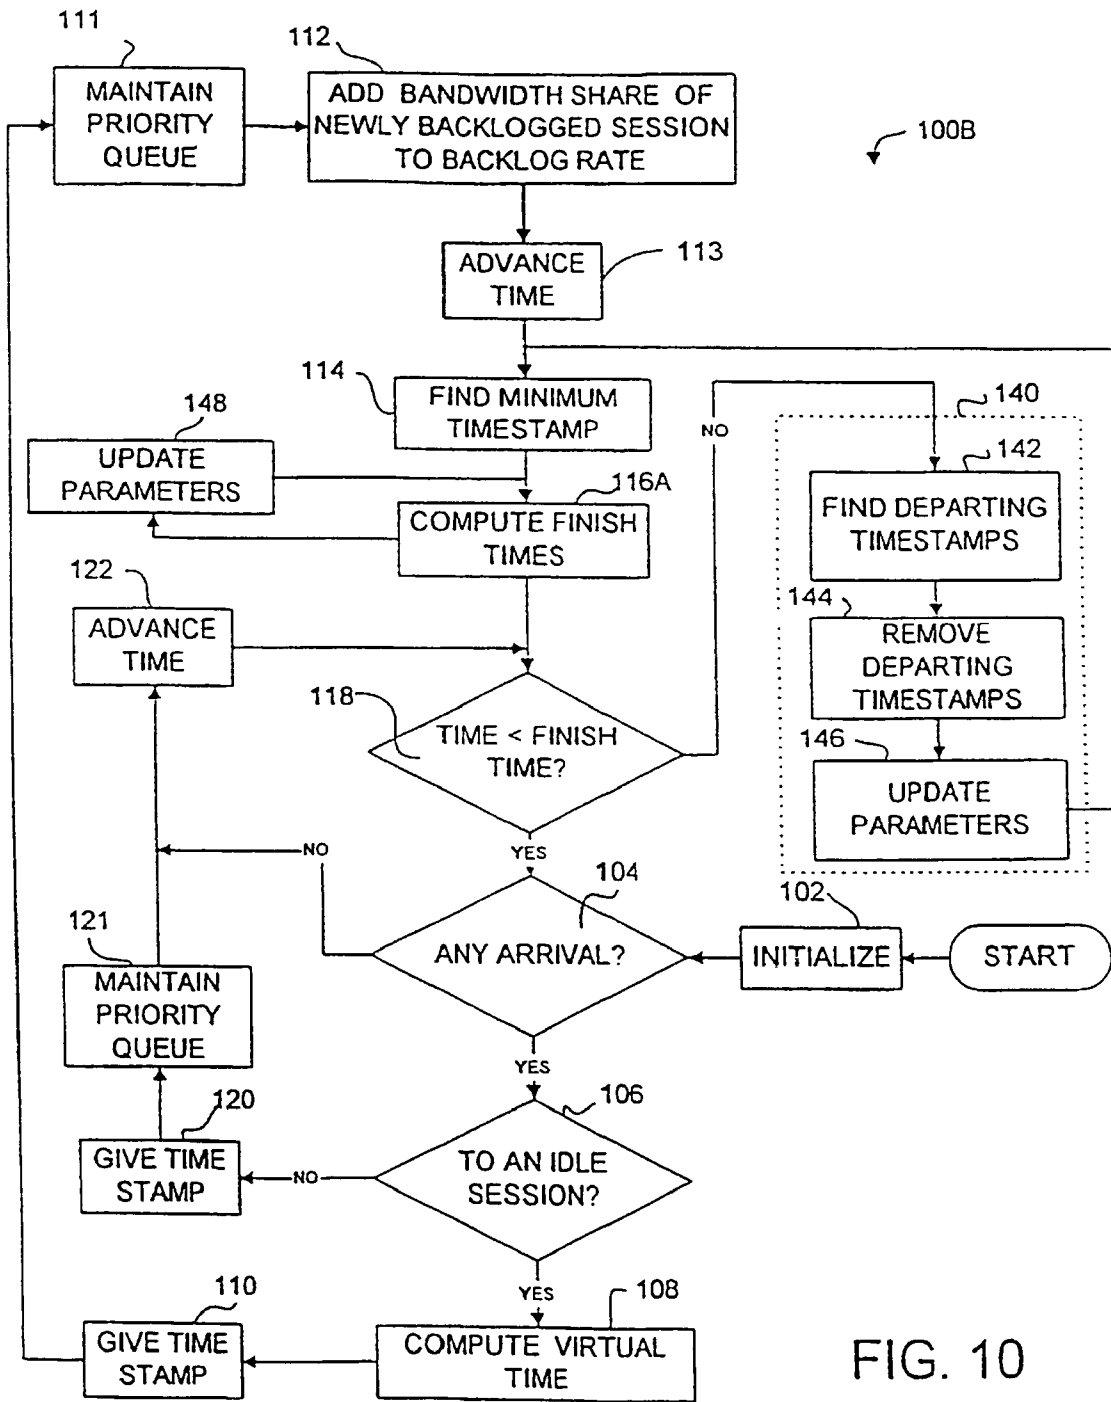 111
MAINTAIN
PRIORITY
QUEUE
112
ADD BANDWIDTH SHARE OF
NEWLY BACKLOGGED SESSION
TO BACKLOG RATE
100B
ADVANCE
TIME
113
114
FIND MINIMUM
TIMESTAMP
148
UPDATE
PARAMETERS
116A
COMPUTE FINISH
TIMES
NO
140
142
FIND DEPARTING
TIMESTAMPS
144
REMOVE
DEPARTING
TIMESTAMPS
146
UPDATE
PARAMETERS
122
ADVANCE
TIME
118
TIME < FINISH
TIME?
YES
NO
104
ANY ARRIVAL?
102
INITIALIZE
START
121
MAINTAIN
PRIORITY
QUEUE
YES
106
TO AN IDLE
SESSION?
NO
120
GIVE TIME
STAMP
YES
108
COMPUTE VIRTUAL
TIME
110
GIVE TIME
STAMP
FIG. 10